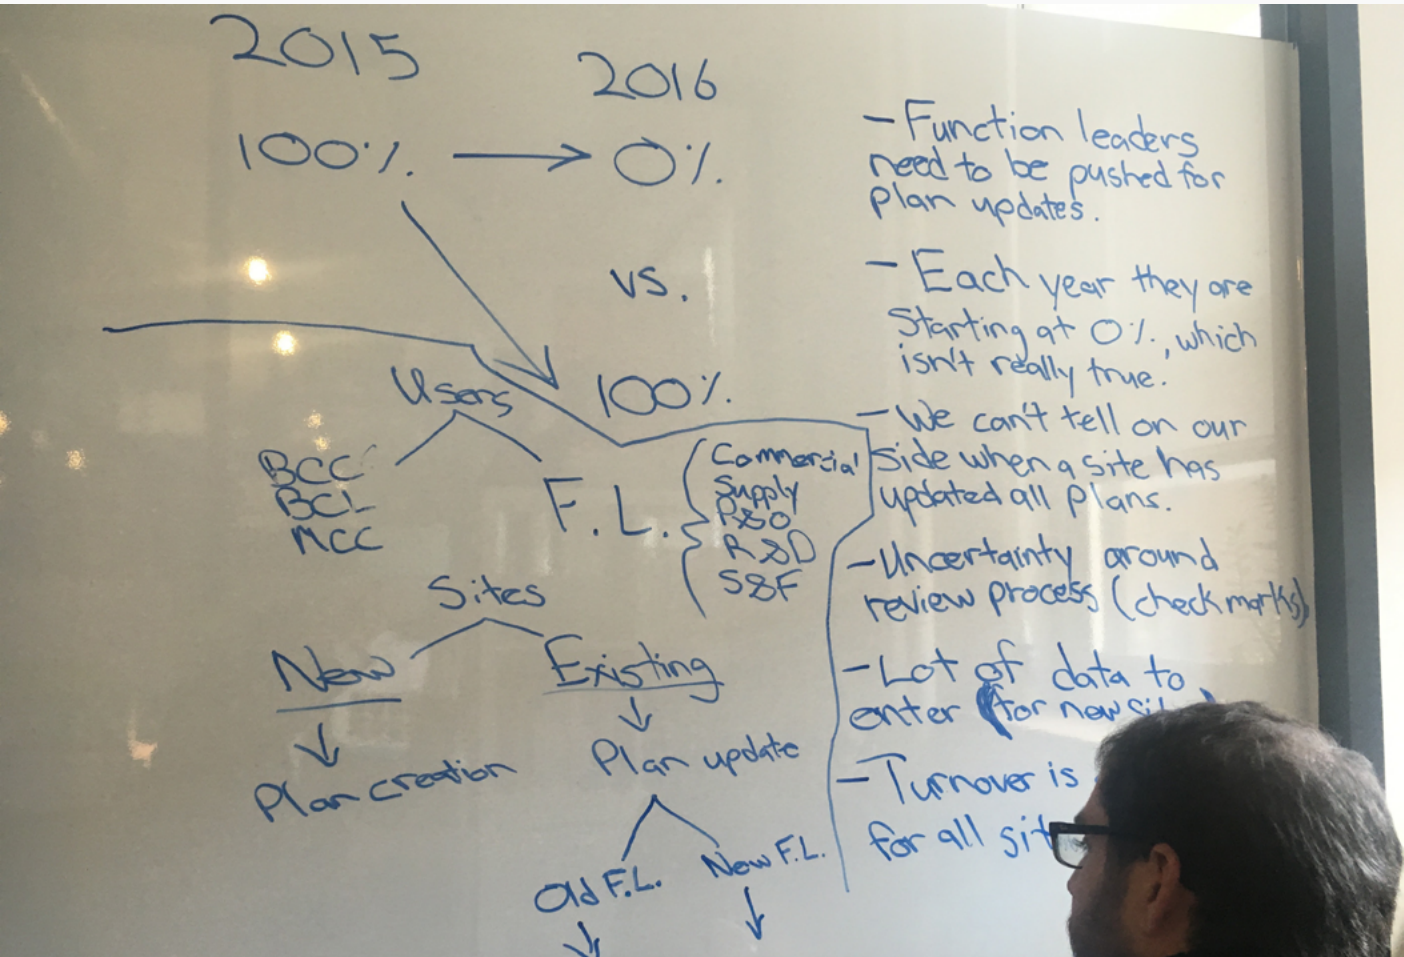 2015
100%
→
2016
0%
vs.
100%
Users
BCC
BCL
MCC
F.L.
Commercial
Supply
P&O
R&D
S&F
Sites
New
Existing
Plan creation
Plan update
Old F.L.
New F.L.
- Function leaders
need to be pushed for
plan updates.
- Each year they are
starting at 0%, which
isn't really true.
- We can't tell on our
side when a site has
updated all plans.
- Uncertainty around
review process (checkmarks)
- Lot of data to
enter (for new
- Turnover is
for all